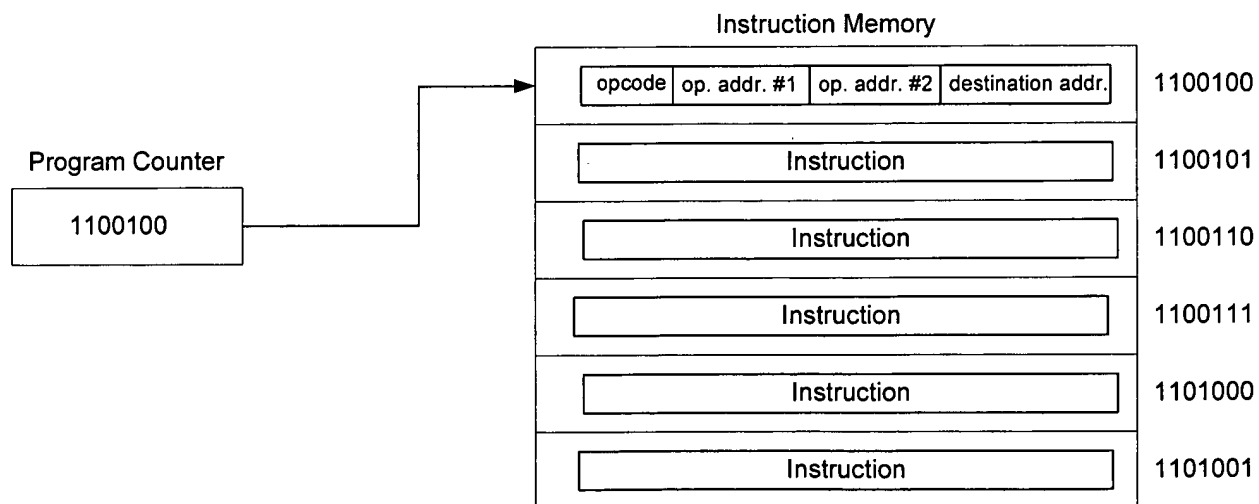 Instruction Memory
opcode op. addr. #1 op. addr. #2 destination addr. 1100100
Instruction 1100101
Program Counter
1100100
Instruction 1100110
Instruction 1100111
Instruction 1101000
Instruction 1101001